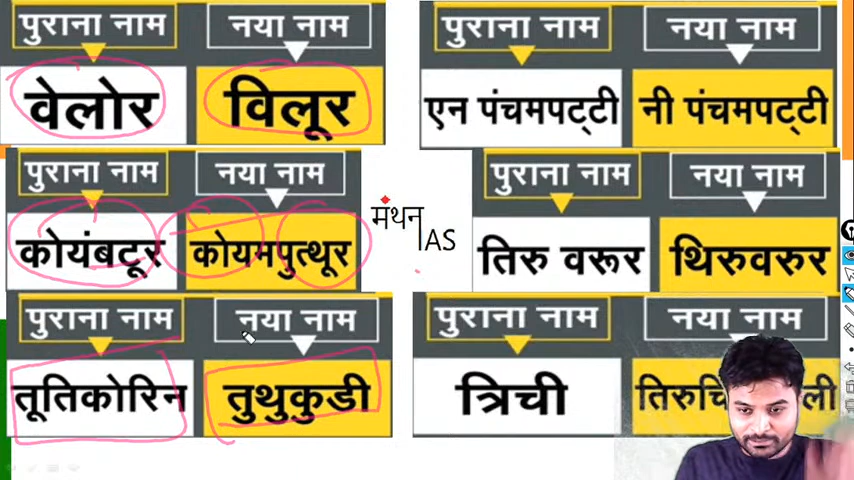 पुराना नाम नया नाम
वेलोर विलूर
पुराना नाम नया नाम
एन पंचमपट्टी नी पंचमपट्टी
पुराना नाम नया नाम
कोयंबटूर कोयमपुत्थूर
मंथन
IAS
पुराना नाम नया नाम
तिरु वरूर थिरुवरुर
पुराना नाम नया नाम
तूतिकोरिन तुथुकुडी
पुराना नाम नया नाम
त्रिची